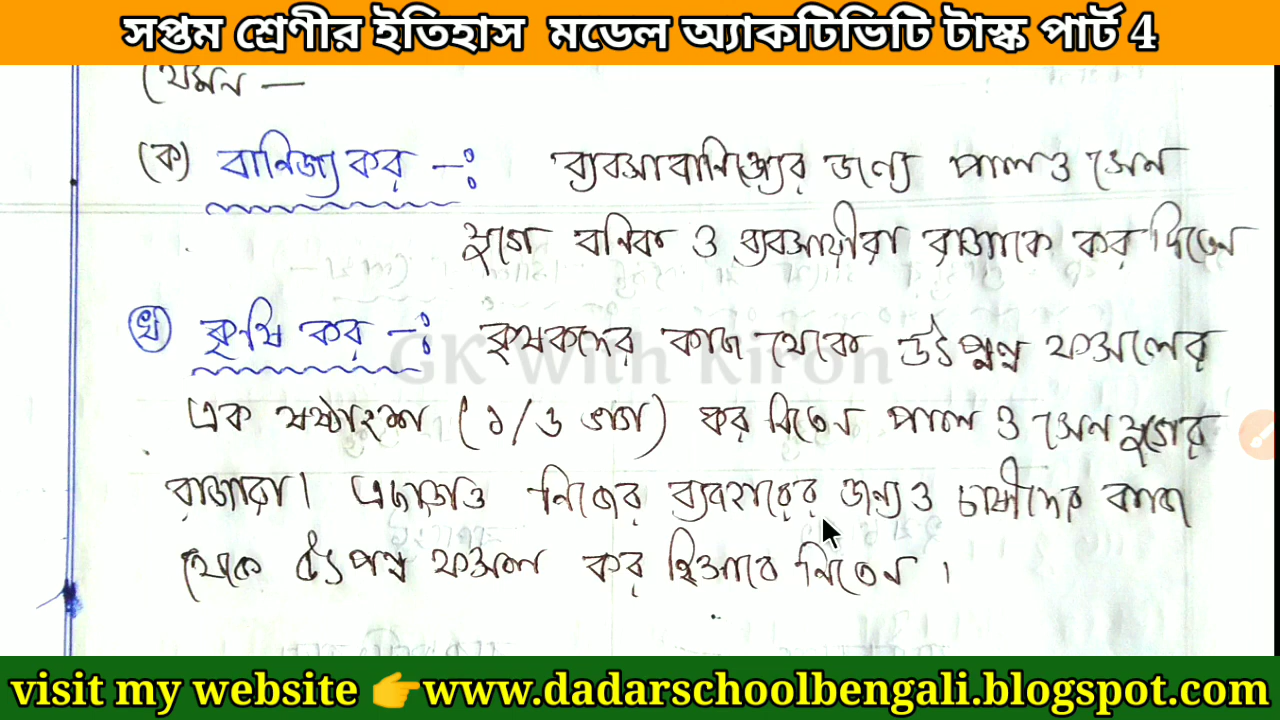 সপ্তম শ্রেণীর ইতিহাস মডেল অ্যাকটিভিটি টাস্ক পার্ট 4
যেমন —
(ক) বানিজ্য কর -: ব্যবসাবানিজ্যের জন্যে পাল ও সেন
যুগে বনিক ও ব্যবসায়ীরা রাজাকে কর দিতেন
(খ) কৃষি কর -: কৃষকদের কাছ থেকে উৎপন্ন ফসলের
এক ষষ্ঠাংশ (১/৬ ভাগ) কর নিতেন পাল ও সেন যুগের
রাজারা। এছাড়াও নিজের ব্যবহারের জন্যও চাষীদের কাছ
থেকে উৎপন্ন ফসল কর হিসাবে নিতেন।
GK With Kiron
visit my website 👉www.dadarschoolbengali.blogspot.com